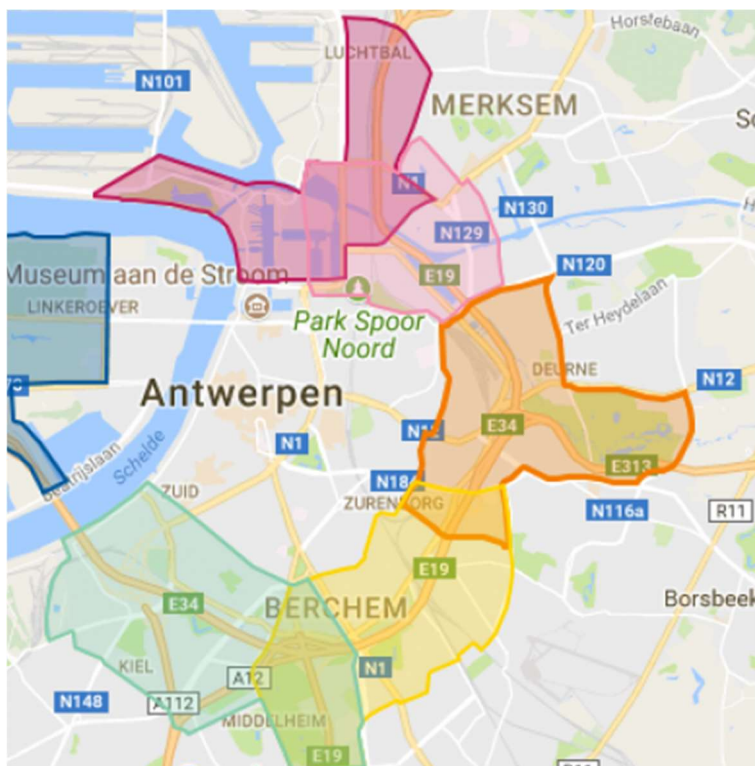 Horstebaan
LUCHTBAL
N101
MERKSEM
N1
N130
N129
N120
E19
Museum aan de Stroom
LINKEROEVER
Park Spoor
Noord
Ter Heydelaan
DEURNE
N12
Antwerpen
E34
N1
E313
Schelde
N184
ZUID
ZURENBORG
N116a
R11
E19
E34
BERCHEM
Borsbeek
KIEL
A12
N1
N148
A112
MIDDELHEIM
E19